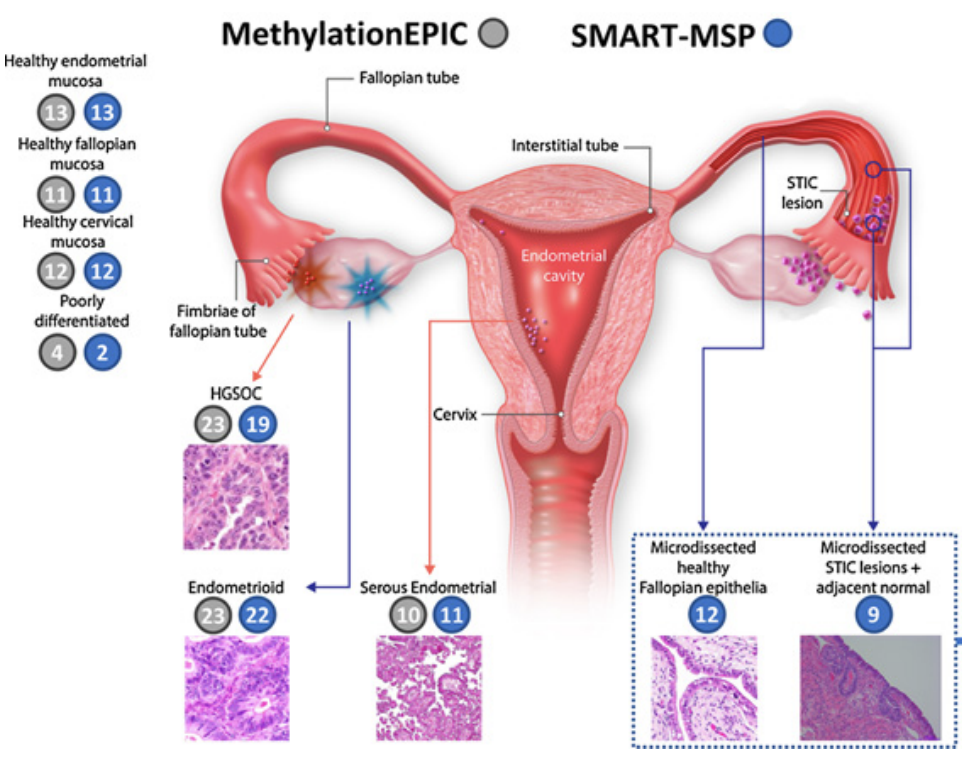 MethylationEPIC
SMART-MSP
Healthy endometrial
mucosa
13 13
Healthy fallopian
mucosa
11 11
Healthy cervical
mucosa
12 12
Poorly
differentiated
4 2
Fallopian tube
Interstitial tube
STIC
lesion
Endometrial
cavity
Fimbriae of
fallopian tube
Cervix
HGSOC
23 19
Endometrioid
23 22
Serous Endometrial
10 11
Microdissected
healthy
Fallopian epithelia
12
Microdissected
STIC lesions +
adjacent normal
9